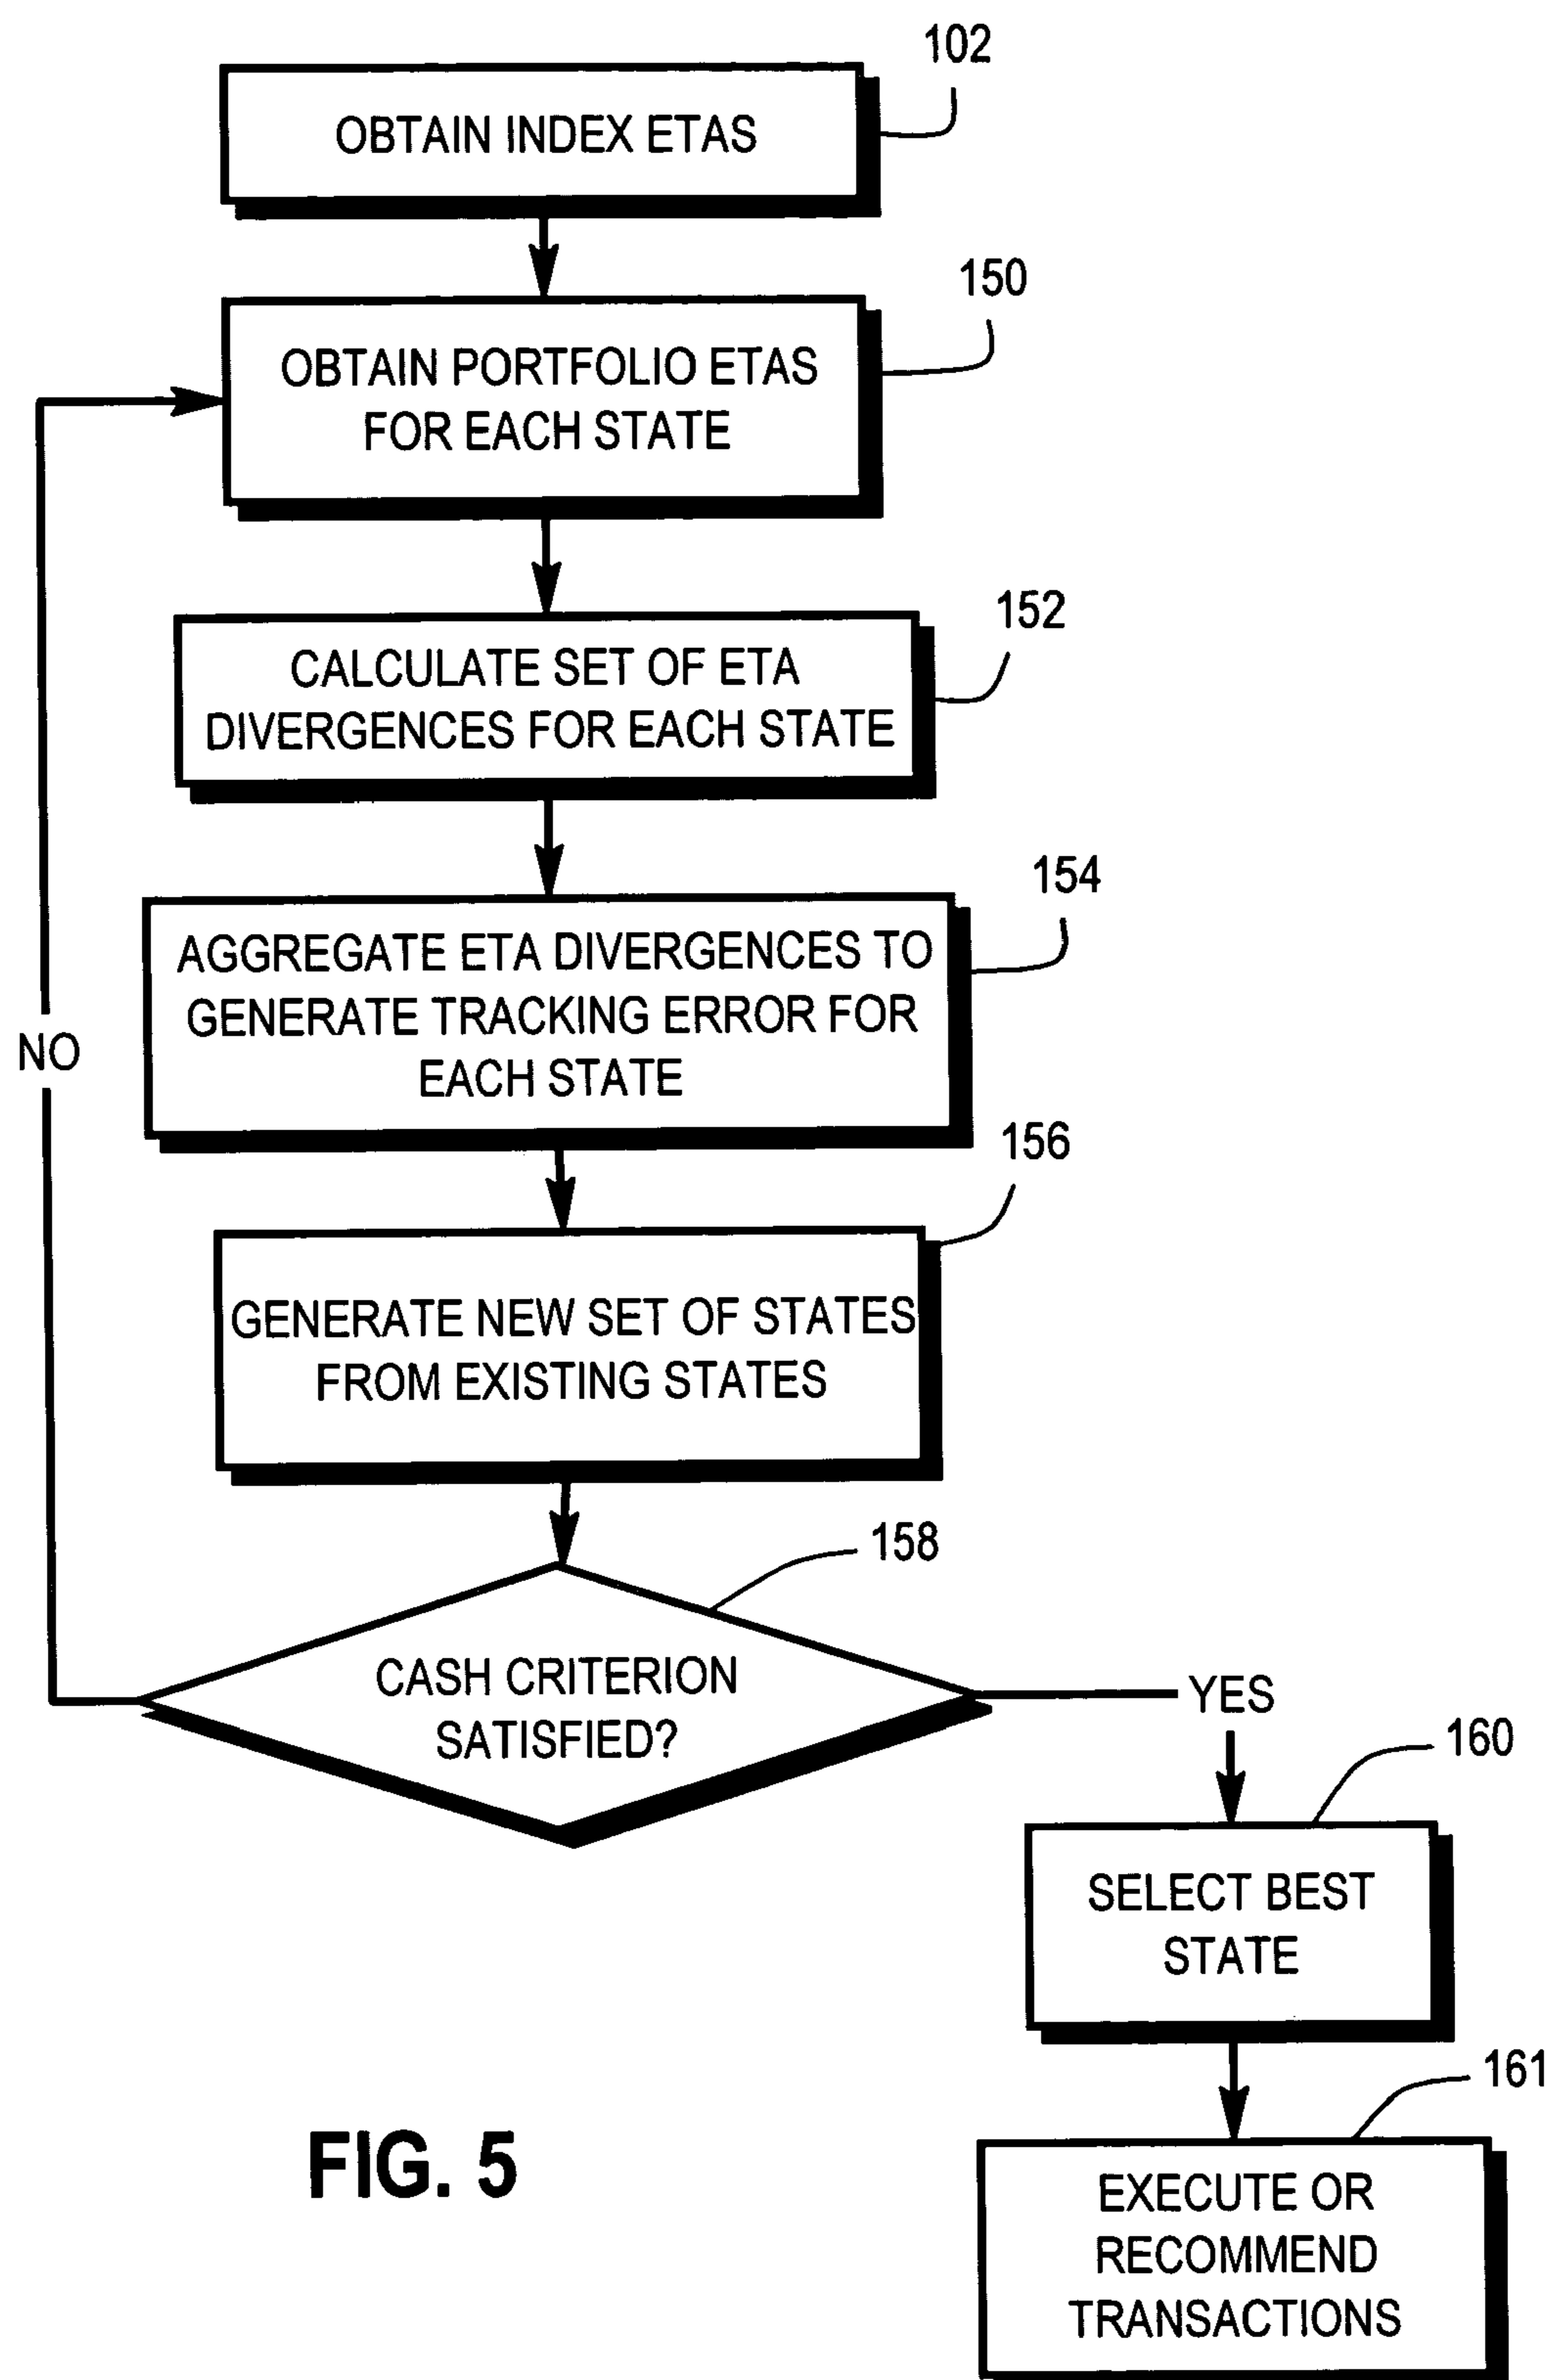 102
OBTAIN INDEX ETAS
150
OBTAIN PORTFOLIO ETAS
FOR EACH STATE
152
CALCULATE SET OF ETA
DIVERGENCES FOR EACH STATE
154
AGGREGATE ETA DIVERGENCES TO
GENERATE TRACKING ERROR FOR
EACH STATE
NO
156
GENERATE NEW SET OF STATES
FROM EXISTING STATES
158
CASH CRITERION
SATISFIED?
YES
160
SELECT BEST
STATE
161
EXECUTE OR
RECOMMEND
TRANSACTIONS
FIG. 5